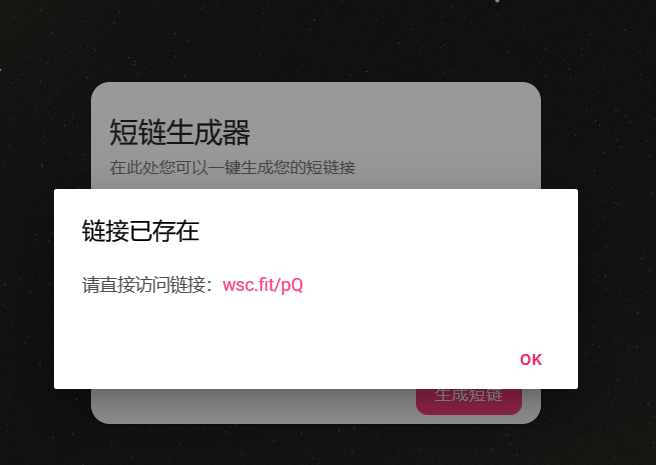 短链生成器
在此处您可以一键生成您的短链接
链接已存在
请直接访问链接：wsc.fit/pQ
OK
生成短链